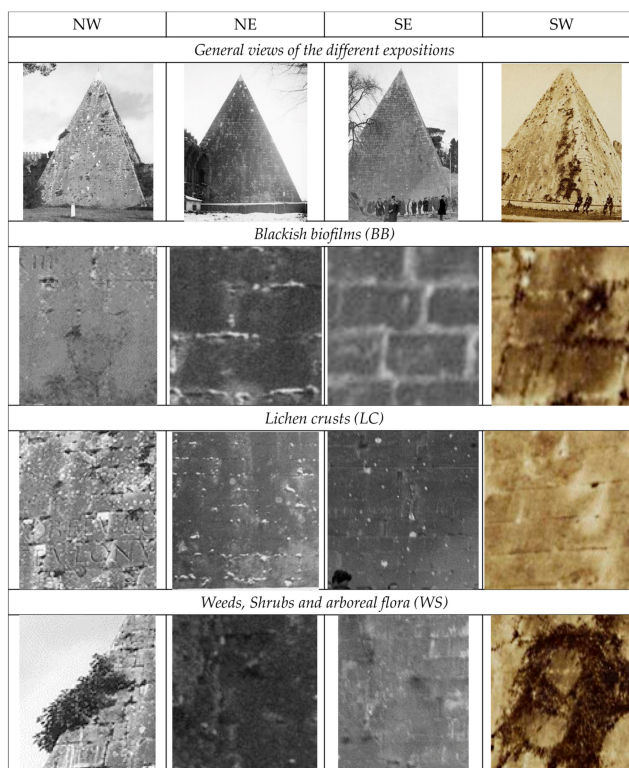 NW NE SE SW
General views of the different expositions
Blackish biofilms (BB)
Lichen crusts (LC)
Weeds, Shrubs and arboreal flora (WS)